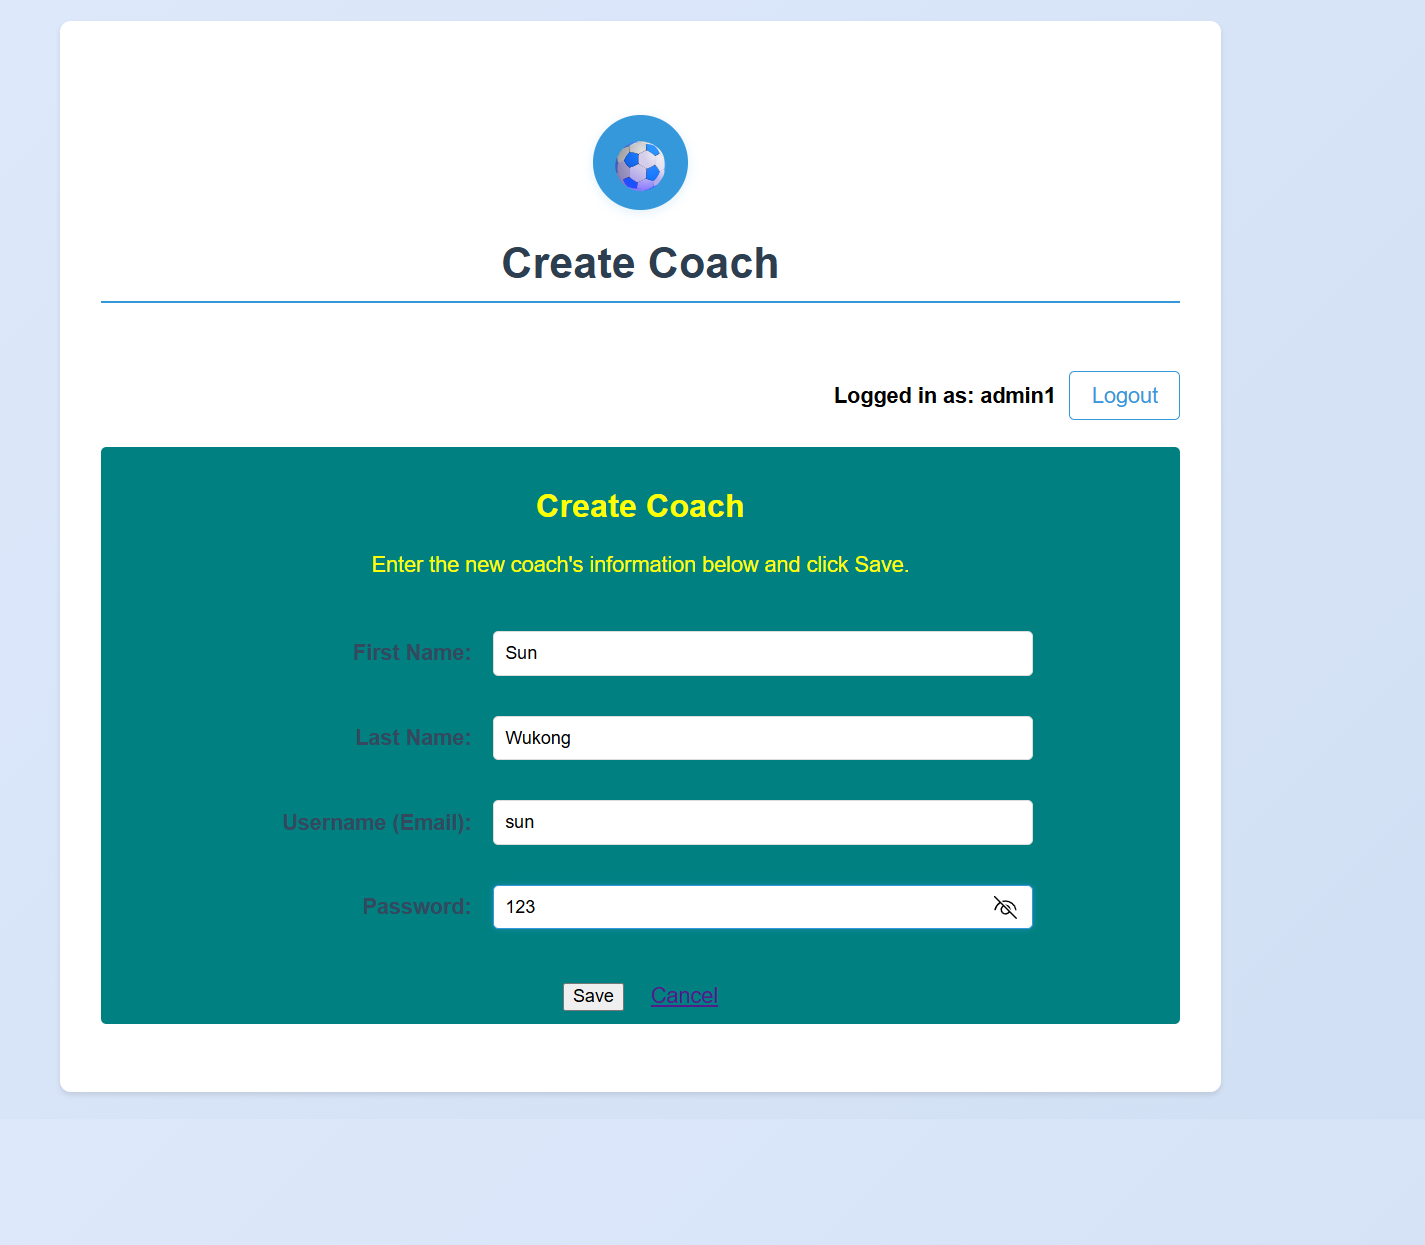 Create Coach
Logged in as: admin1 Logout
Create Coach
Enter the new coach's information below and click Save.
First Name: Sun
Last Name: Wukong
Username (Email): sun
Password: 123
Save Cancel